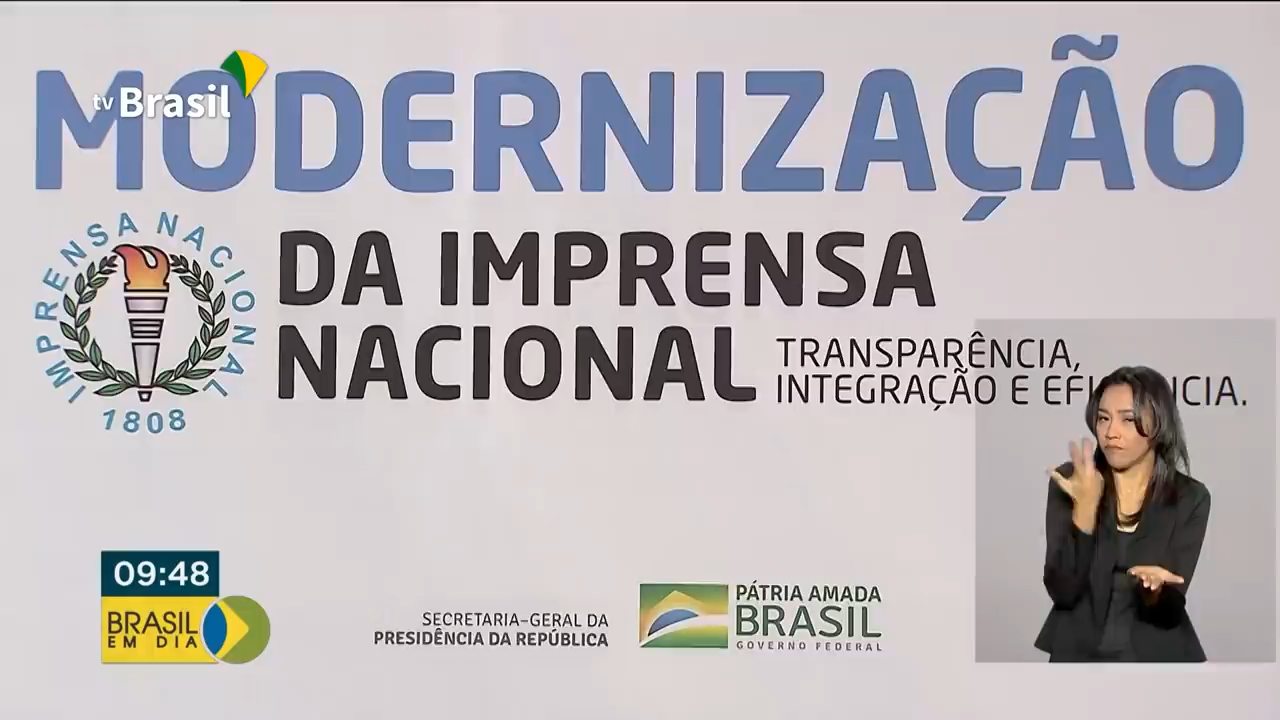 MODERNIZAÇÃO
tv Brasil
IMPRENSA NACIONAL
1808
DA IMPRENSA
NACIONAL
TRANSPARÊNCIA,
INTEGRAÇÃO E
09:48
BRASIL
EM DIA
SECRETARIA-GERAL DA
PRESIDÊNCIA DA REPÚBLICA
PÁTRIA AMADA
BRASIL
GOVERNO FEDERAL